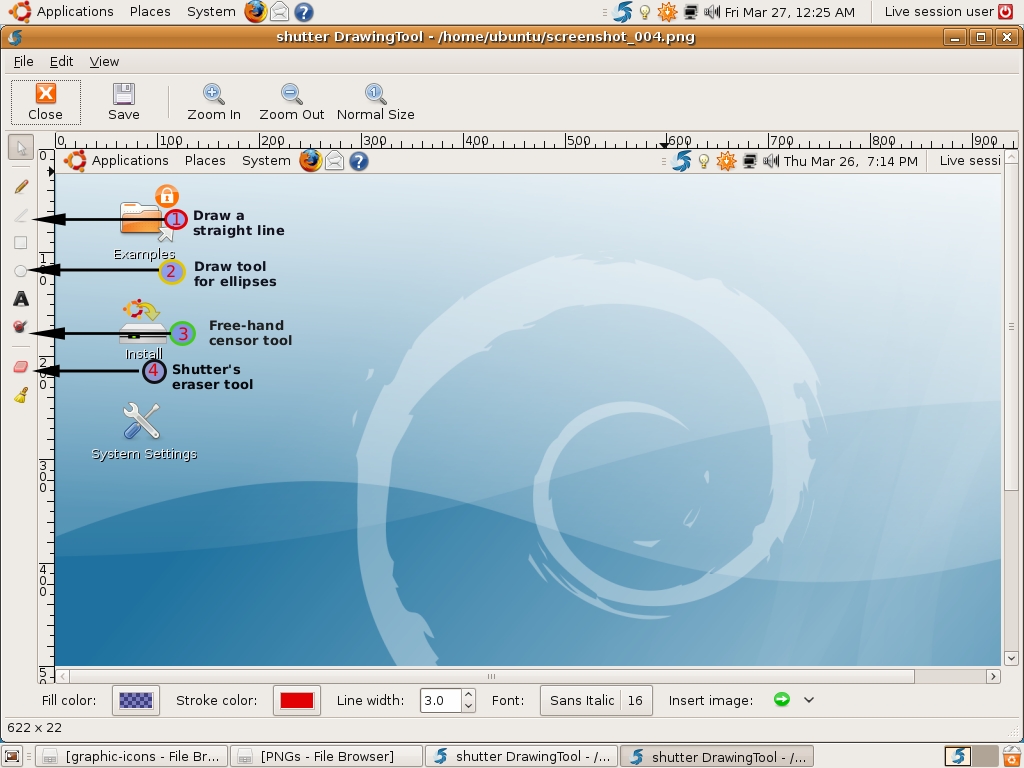 Applications Places System Fri Mar 27, 12:25 AM Live session user
shutter DrawingTool - /home/ubuntu/screenshot_004.png
File Edit View
Close Save Zoom In Zoom Out Normal Size
0 100 200 300 400 500 600 700 800 900
Applications Places System Thu Mar 26, 7:14 PM Live sessi
1 Draw a
straight line
Examples
2 Draw tool
for ellipses
3 Free-hand
censor tool
Install
4 Shutter's
eraser tool
System Settings
300
400
Fill color: Stroke color: Line width: 3.0 Font: Sans Italic 16 Insert image:
622 x 22
[graphic-icons - File Br... [PNGs - File Browser] shutter DrawingTool - /... shutter DrawingTool - /...